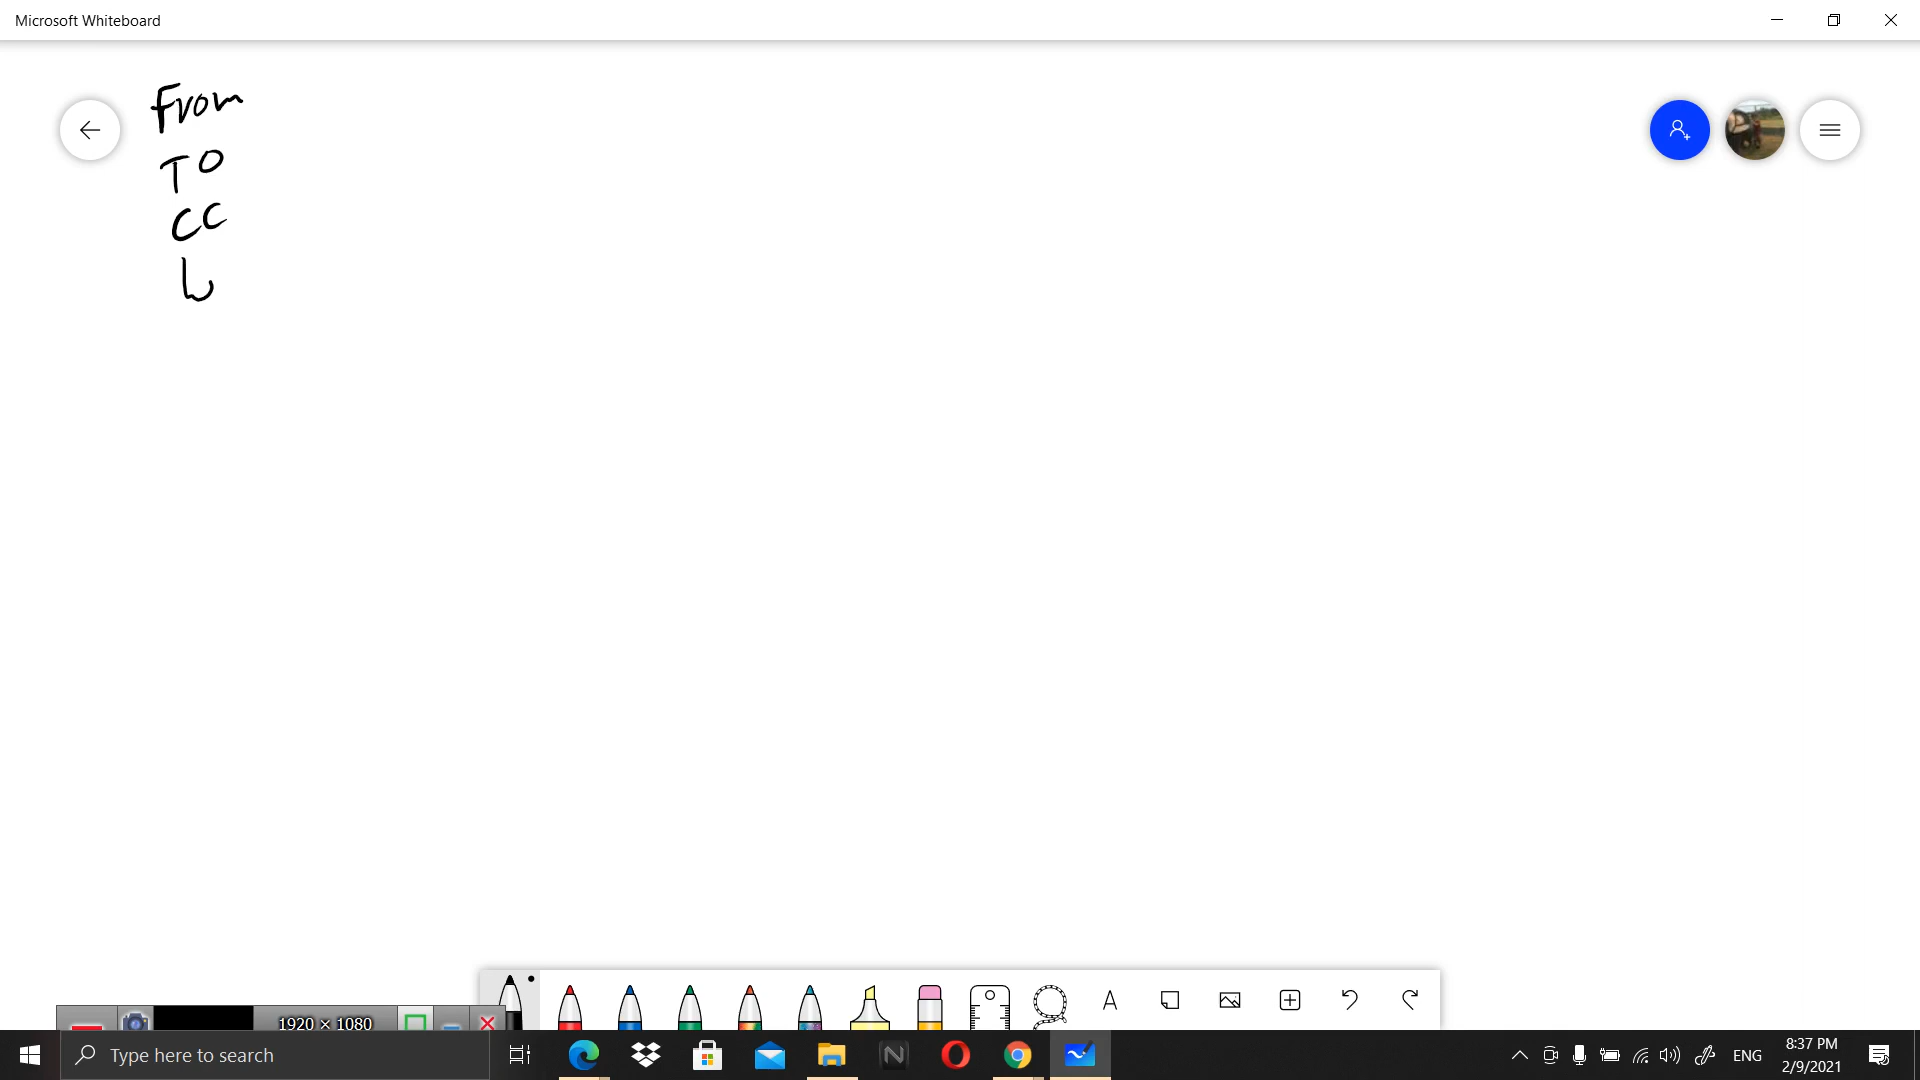 Microsoft Whiteboard
From
TO
CC
1920 × 1080
Type here to search
ENG
8:37 PM
2/9/2021